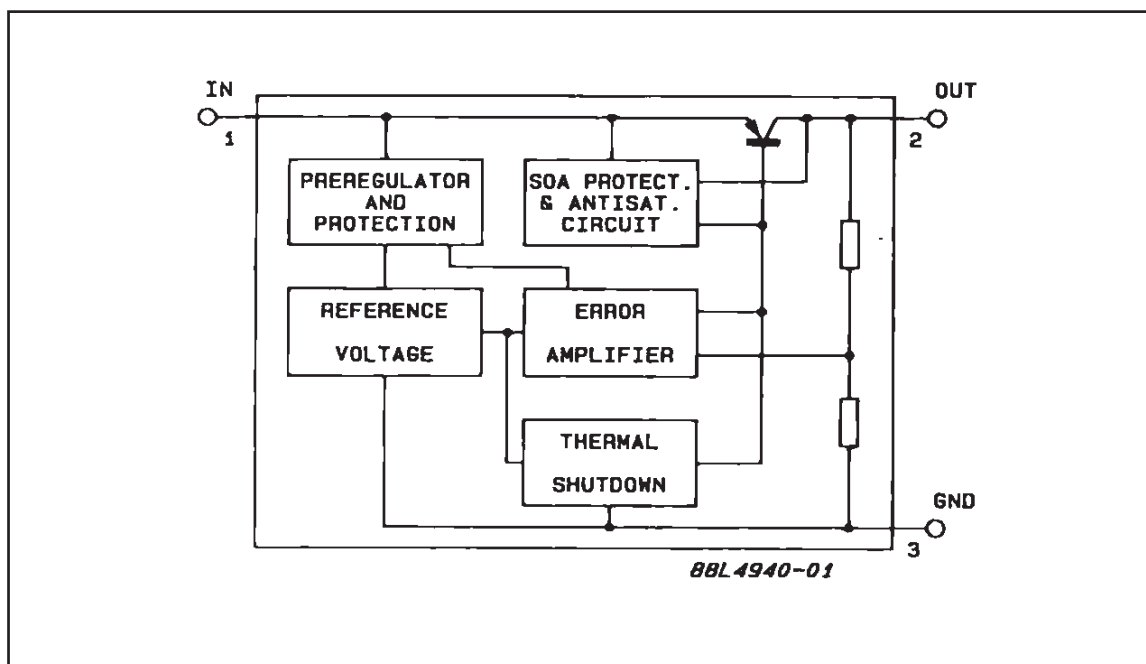 IN
OUT
1
2
PREREGULATOR
AND
PROTECTION
SOA PROTECT.
& ANTISAT.
CIRCUIT
REFERENCE
VOLTAGE
ERROR
AMPLIFIER
THERMAL
SHUTDOWN
GND
3
88L4940-01